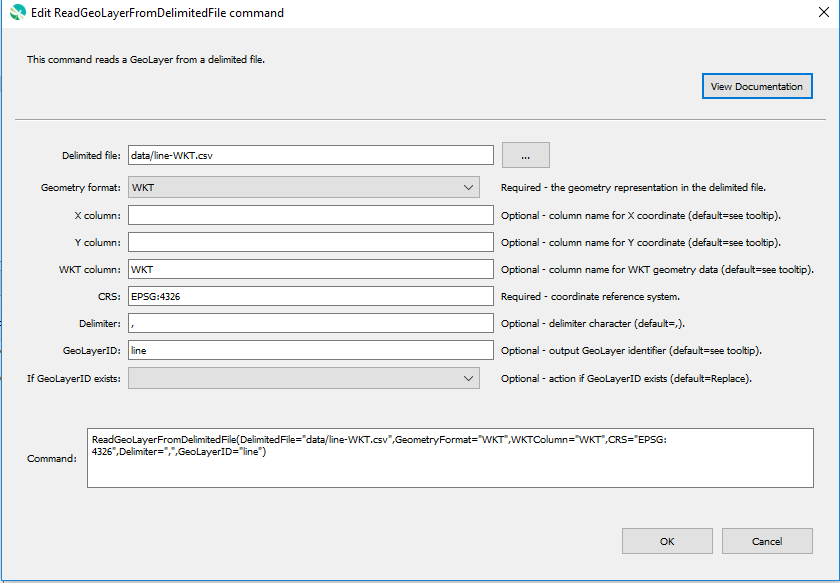 Edit ReadGeoLayerFromDelimitedFile command
This command reads a GeoLayer from a delimited file.
View Documentation
Delimited file: data/line-WKT.csv ...
Geometry format: WKT Required - the geometry representation in the delimited file.
X column: Optional - column name for X coordinate (default=see tooltip).
Y column: Optional - column name for Y coordinate (default=see tooltip).
WKT column: WKT Optional - column name for WKT geometry data (default=see tooltip).
CRS: EPSG:4326 Required - coordinate reference system.
Delimiter: , Optional - delimiter character (default=,).
GeoLayerID: line Optional - output GeoLayer identifier (default=see tooltip).
If GeoLayerID exists: Optional - action if GeoLayerID exists (default=Replace).
Command:
ReadGeoLayerFromDelimitedFile(DelimitedFile="data/line-WKT.csv",GeometryFormat="WKT",WKTColumn="WKT",CRS="EPSG:
4326",Delimiter=",",GeoLayerID="line")
OK Cancel